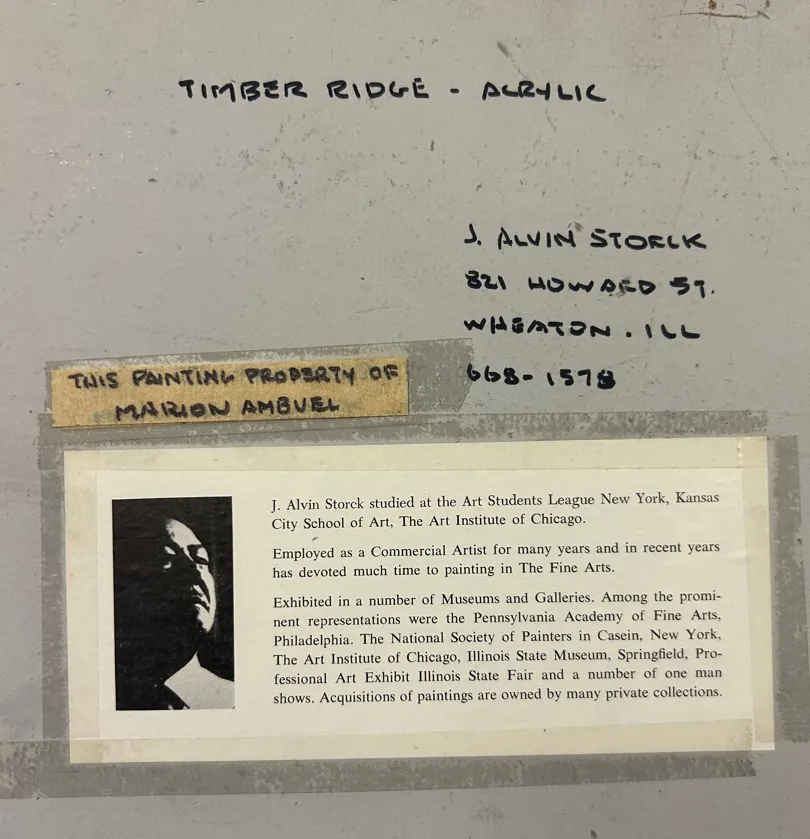 TIMBER RIDGE - ACRYLIC
J. ALVIN STORCK
821 HOWARD ST.
WHEATON. ILL
668-1578
THIS PAINTING PROPERTY OF
MARION AMBUEL
J. Alvin Storck studied at the Art Students League New York, Kansas
City School of Art, The Art Institute of Chicago.
Employed as a Commercial Artist for many years and in recent years
has devoted much time to painting in The Fine Arts.
Exhibited in a number of Museums and Galleries. Among the promi-
nent representations were the Pennsylvania Academy of Fine Arts,
Philadelphia. The National Society of Painters in Casein, New York,
The Art Institute of Chicago, Illinois State Museum, Springfield, Pro-
fessional Art Exhibit Illinois State Fair and a number of one man
shows. Acquisitions of paintings are owned by many private collections.